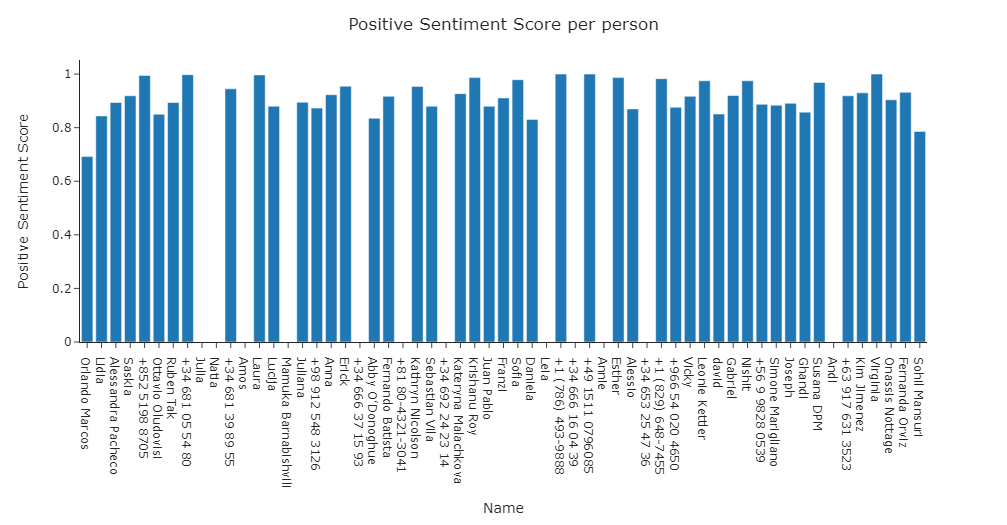 Positive Sentiment Score per person
Positive Sentiment Score
1
0.8
0.6
0.4
0.2
0
Orlando Marcos
Lidia
Alessandra Pacheco
Saskia
+852 5198 8705
Ottavio Oludovisi
Ruben Tak
+34 681 05 54 80
Julia
Natia
+34 681 39 89 55
Amos
Laura
Lucija
Mamuka Barnabishvili
Juliana
+98 912 548 3126
Anna
Erick
+34 666 37 15 93
Abby O'Donoghue
Fernando Batista
+81 80-4321-3041
Kathryn Nicolson
Sebastian Vila
+34 692 24 23 14
Kateryna Malachkova
Krishanu Roy
Juan Pablo
Franzi
Sofia
Daniela
Lela
+1 (786) 493-9888
+34 666 16 04 39
+49 1511 0796085
Annie
Esther
Alessio
+34 653 25 47 36
+1 (829) 648-7455
+966 54 020 4650
Vicky
Leonie Kettler
david
Gabriel
Nishit
+56 9 9828 0539
Simone Marigliano
Joseph
Ghandi
Susana DPM
Andi
+63 917 631 3523
Kim Jimenez
Virginia
Onassis Nottage
Fernanda Orviz
Sohil Mansuri
Name